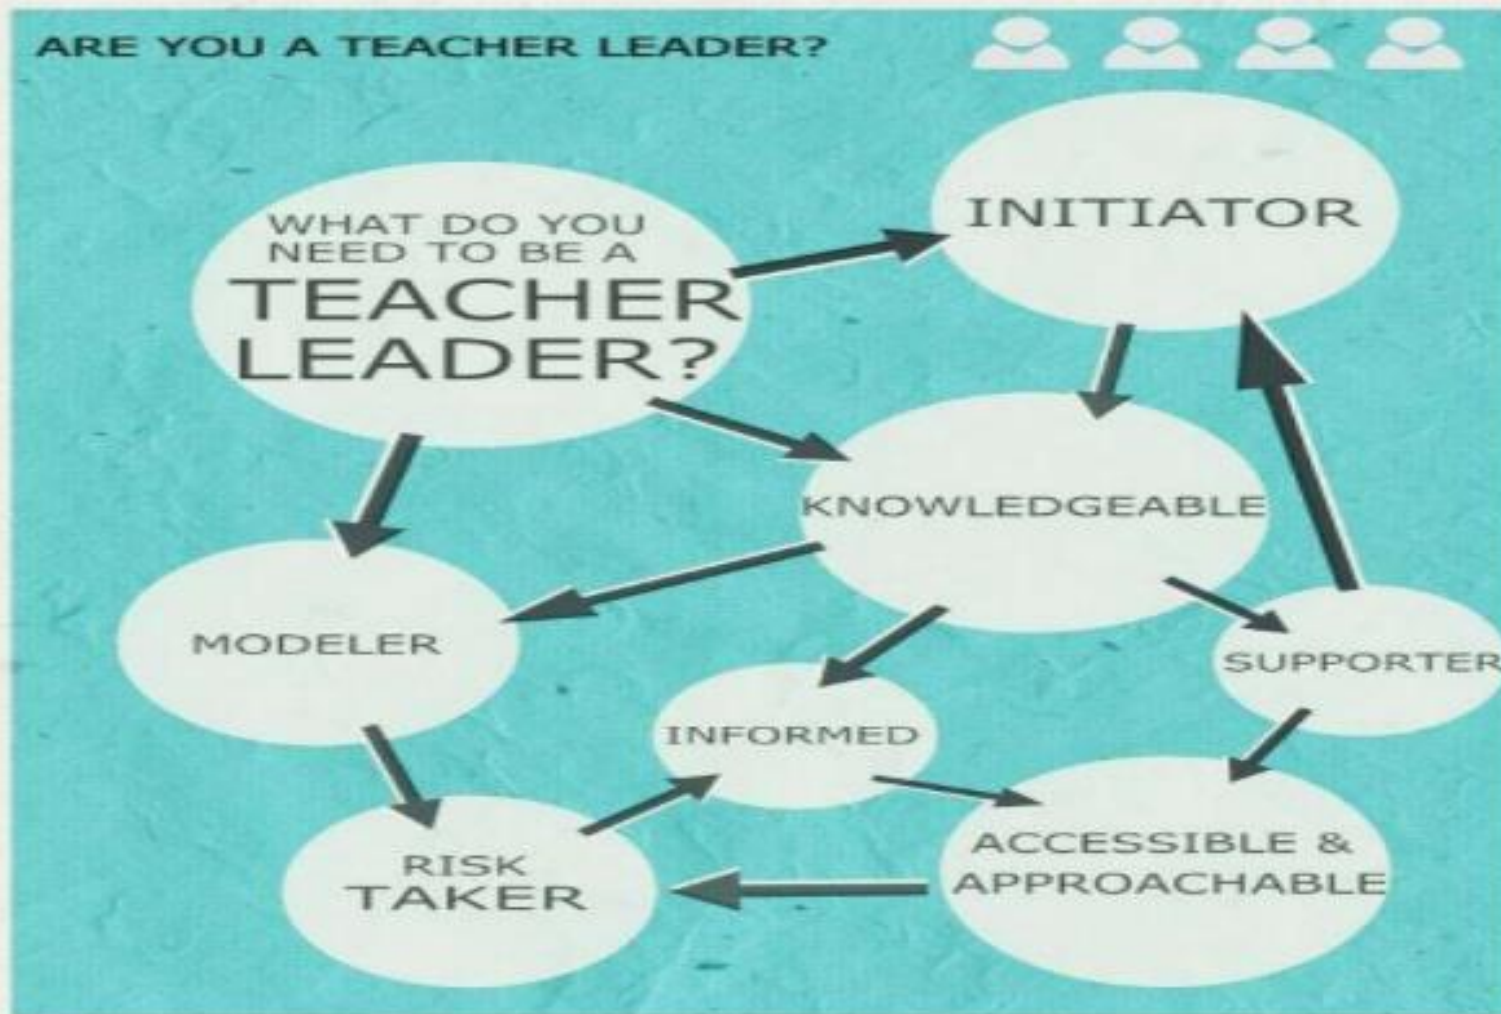 ARE YOU A TEACHER LEADER?
WHAT DO YOU
NEED TO BE A
TEACHER
LEADER?
INITIATOR
KNOWLEDGEABLE
MODELER
SUPPORTER
INFORMED
RISK
TAKER
ACCESSIBLE &
APPROACHABLE